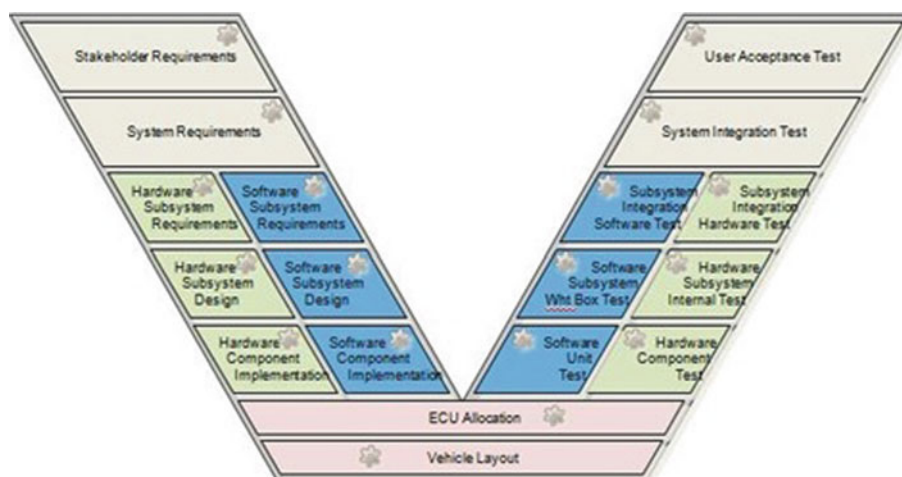 Stakeholder Requirements
User Acceptance Test
System Requirements
System Integration Test
Hardware
Subsystem
Requirements
Software
Subsystem
Requirements
Subsystem
Integration
Software Test
Subsystem
Integration
Hardware Test
Hardware
Subsystem
Design
Software
Subsystem
Design
Software
Subsystem
Wht Box Test
Hardware
Subsystem
Internal Test
Hardware
Component
Implementation
Software
Component
Implementation
Software
Unit
Test
Hardware
Component
Test
ECU Allocation
Vehicle Layout